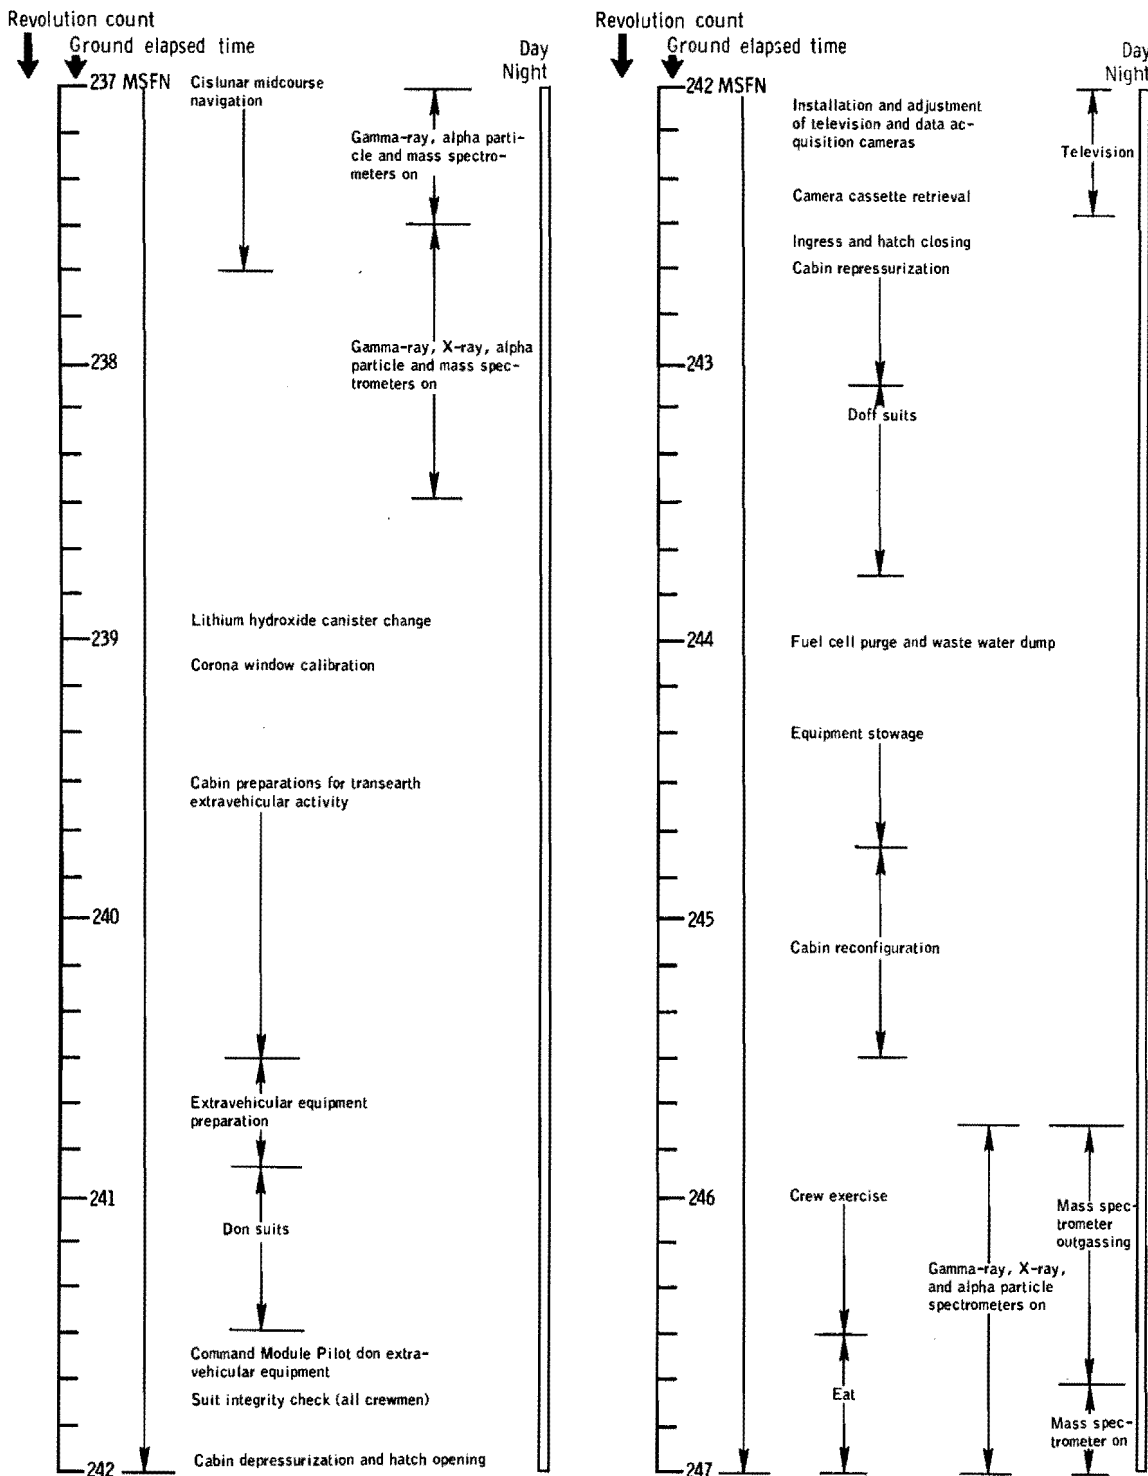 Revolution count
Ground elapsed time
Day
Night
237 MSFN
Cislunar midcourse
navigation
Gamma-ray, alpha parti-
cle and mass spectro-
meters on
Gamma-ray, X-ray, alpha
particle and mass spec-
trometers on
238
Lithium hydroxide canister change
239
Corona window calibration
Cabin preparations for transearth
extravehicular activity
240
Extravehicular equipment
preparation
241
Don suits
Command Module Pilot don extra-
vehicular equipment
Suit integrity check (all crewmen)
Cabin depressurization and hatch opening
242
Revolution count
Ground elapsed time
Day
Night
242 MSFN
Installation and adjustment
of television and data ac-
quisition cameras
Television
Camera cassette retrieval
Ingress and hatch closing
Cabin repressurization
243
Doff suits
244
Fuel cell purge and waste water dump
Equipment stowage
245
Cabin reconfiguration
246
Crew exercise
Mass spec-
trometer
outgassing
Gamma-ray, X-ray,
and alpha particle
spectrometers on
Eat
Mass spec-
trometer on
247